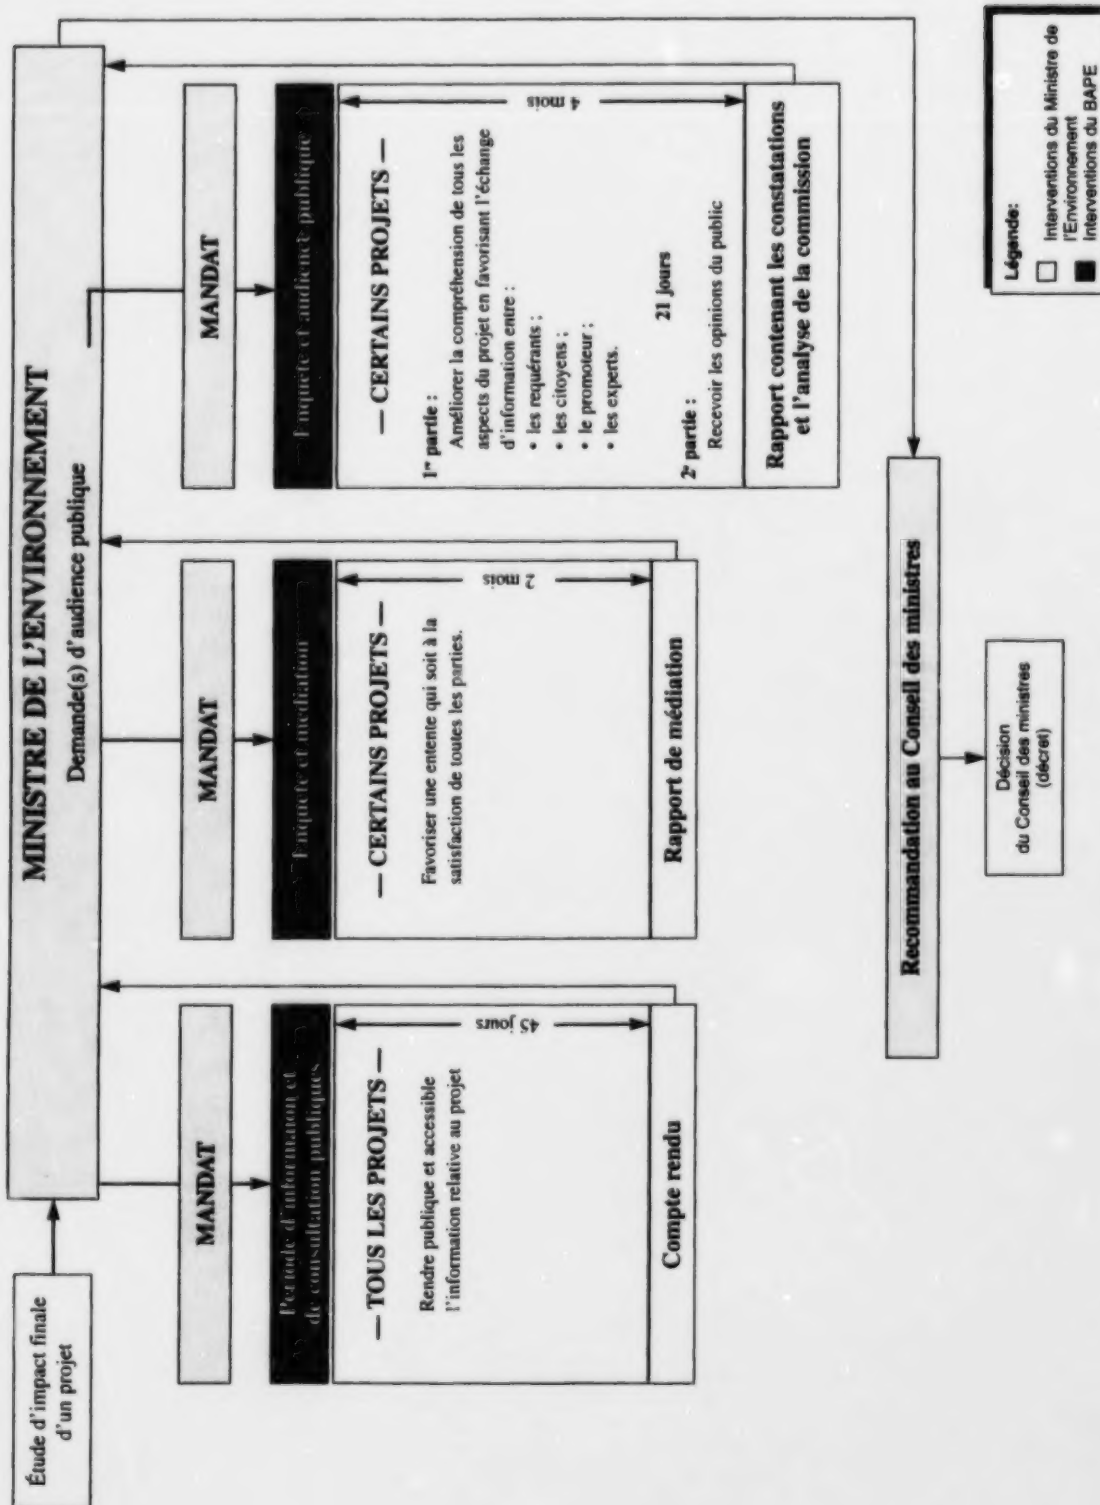 Étude d'impact finale
d'un projet
MINISTRE DE L'ENVIRONNEMENT
Demande(s) d'audience publique
MANDAT
Période d'information et
de consultation publiques
— TOUS LES PROJETS —
Rendre publique et accessible
l'information relative au projet
45 jours
Compte rendu
MANDAT
Enquête et médiation
— CERTAINS PROJETS —
Favoriser une entente qui soit à la
satisfaction de toutes les parties.
2 mois
Rapport de médiation
MANDAT
Enquête et audience publique
— CERTAINS PROJETS —
1re partie :
Améliorer la compréhension de tous les
aspects du projet en favorisant l'échange
d'information entre :
• les requérants ;
• les citoyens ;
• le promoteur ;
• les experts.
21 jours
2e partie :
Recevoir les opinions du public
4 mois
Rapport contenant les constatations
et l'analyse de la commission
Recommandation au Conseil des ministres
Décision
du Conseil des ministres
(décret)
Légende:
Interventions du Ministre de
l'Environnement
Interventions du BAPE